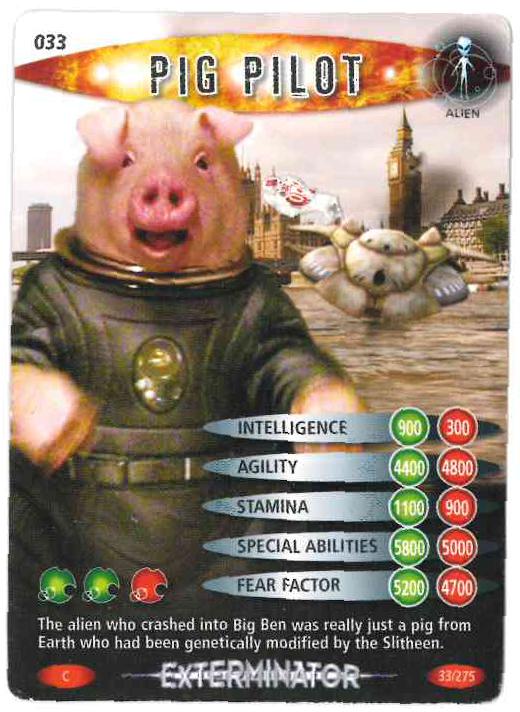 033
PIG PILOT
ALIEN
INTELLIGENCE 900 300
AGILITY 4400 4800
STAMINA 1100 900
SPECIAL ABILITIES 5800 5000
FEAR FACTOR 5200 4700
The alien who crashed into Big Ben was really just a pig from
Earth who had been genetically modified by the Slitheen.
C EXTERMINATOR 33/275